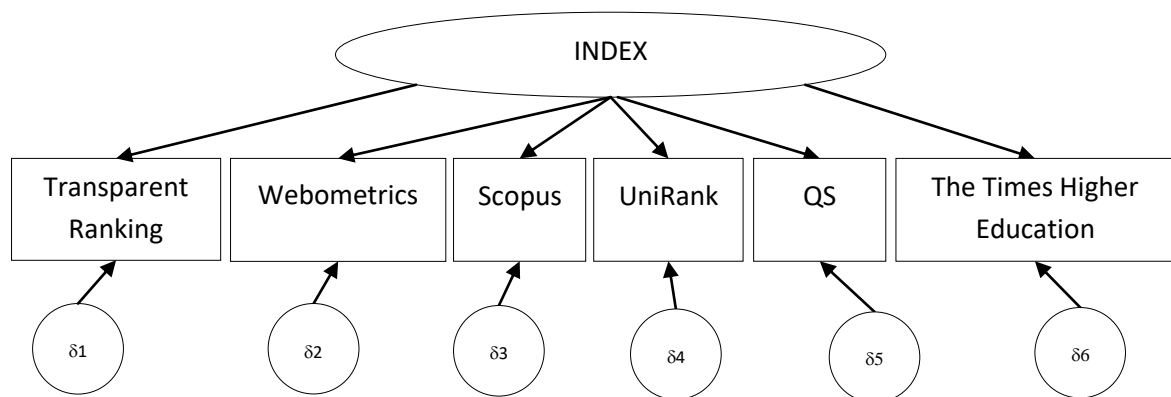 INDEX
Transparent
Ranking
Webometrics
Scopus
UniRank
QS
The Times Higher
Education
δ1
δ2
δ3
δ4
δ5
δ6